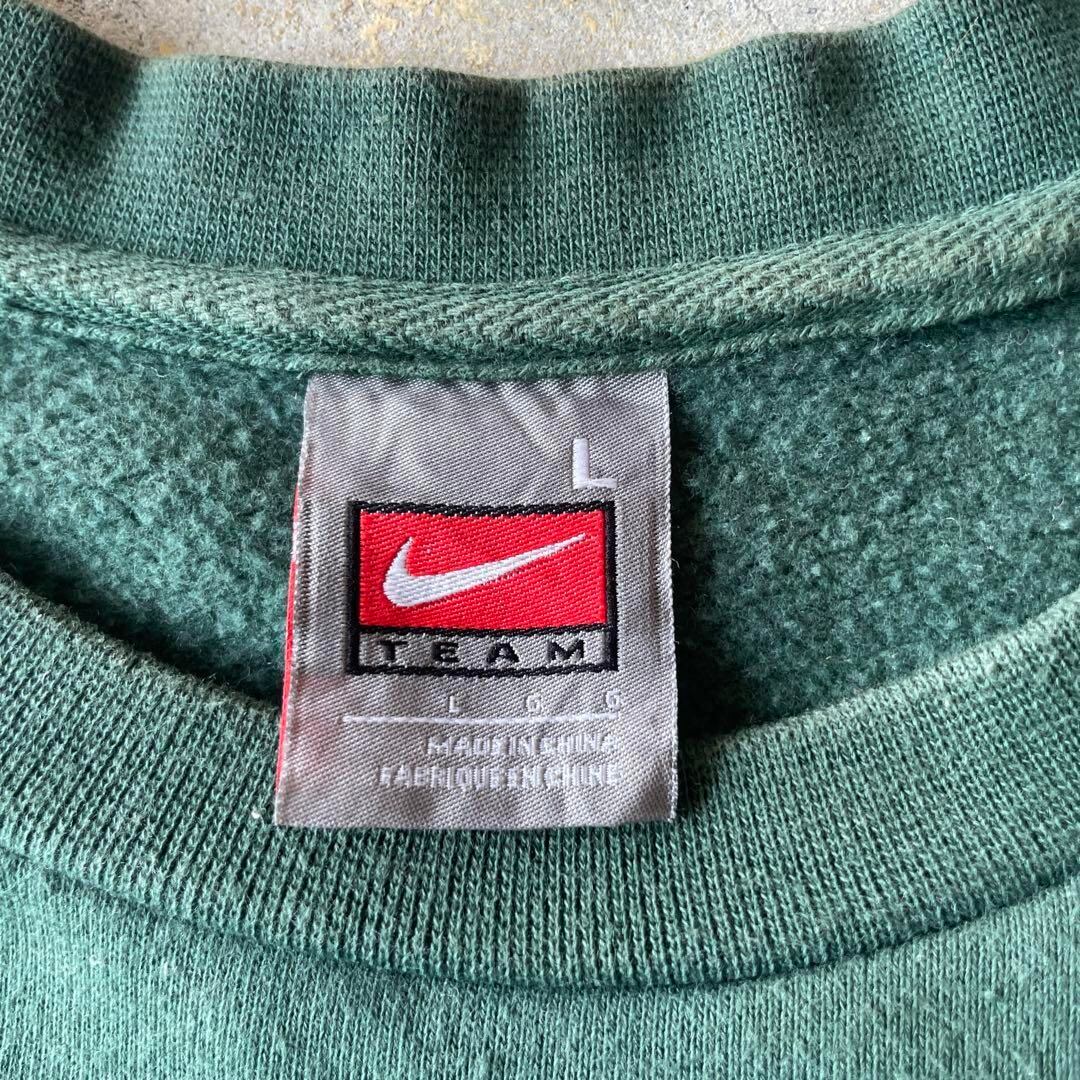 L
TEAM
L G G
MADE IN CHINA
FABRIQUE EN CHINE